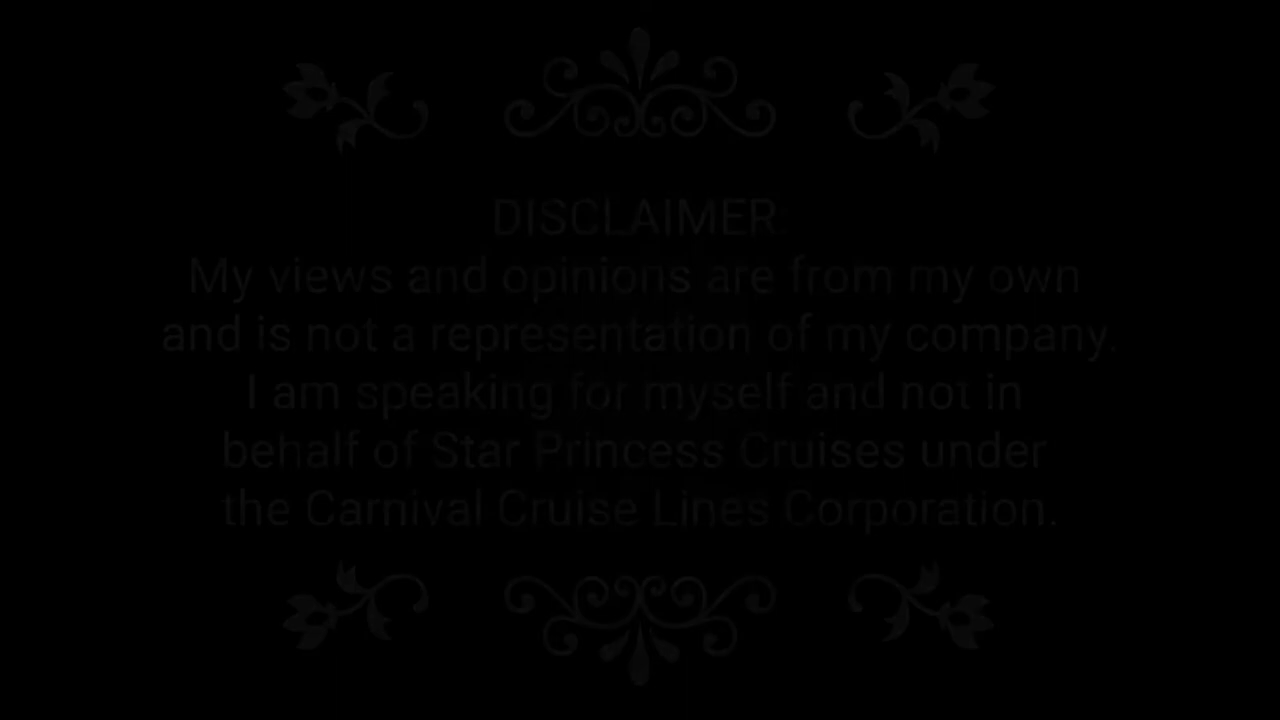 DISCLAIMER:
My views and opinions are from my own
and is not a representation of my company.
I am speaking for myself and not in
behalf of Star Princess Cruises under
the Carnival Cruise Lines Corporation.